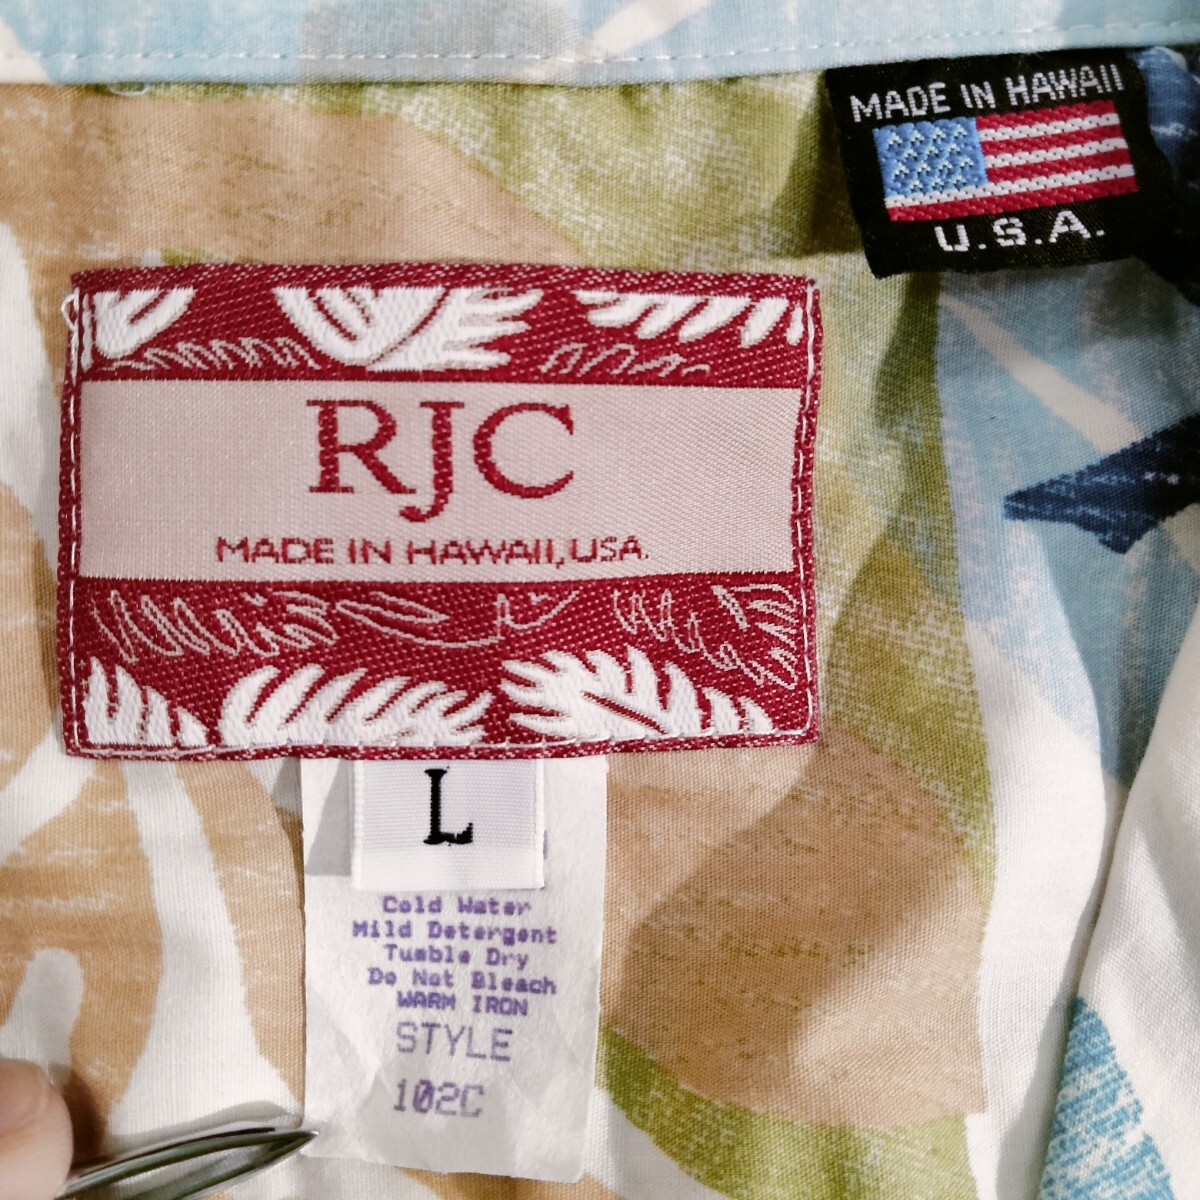 MADE IN HAWAII
U.S.A.
RJC
MADE IN HAWAII, USA.
L
Cold Water
Mild Detergent
Tumble Dry
Do Not Bleach
WARM IRON
STYLE
102C